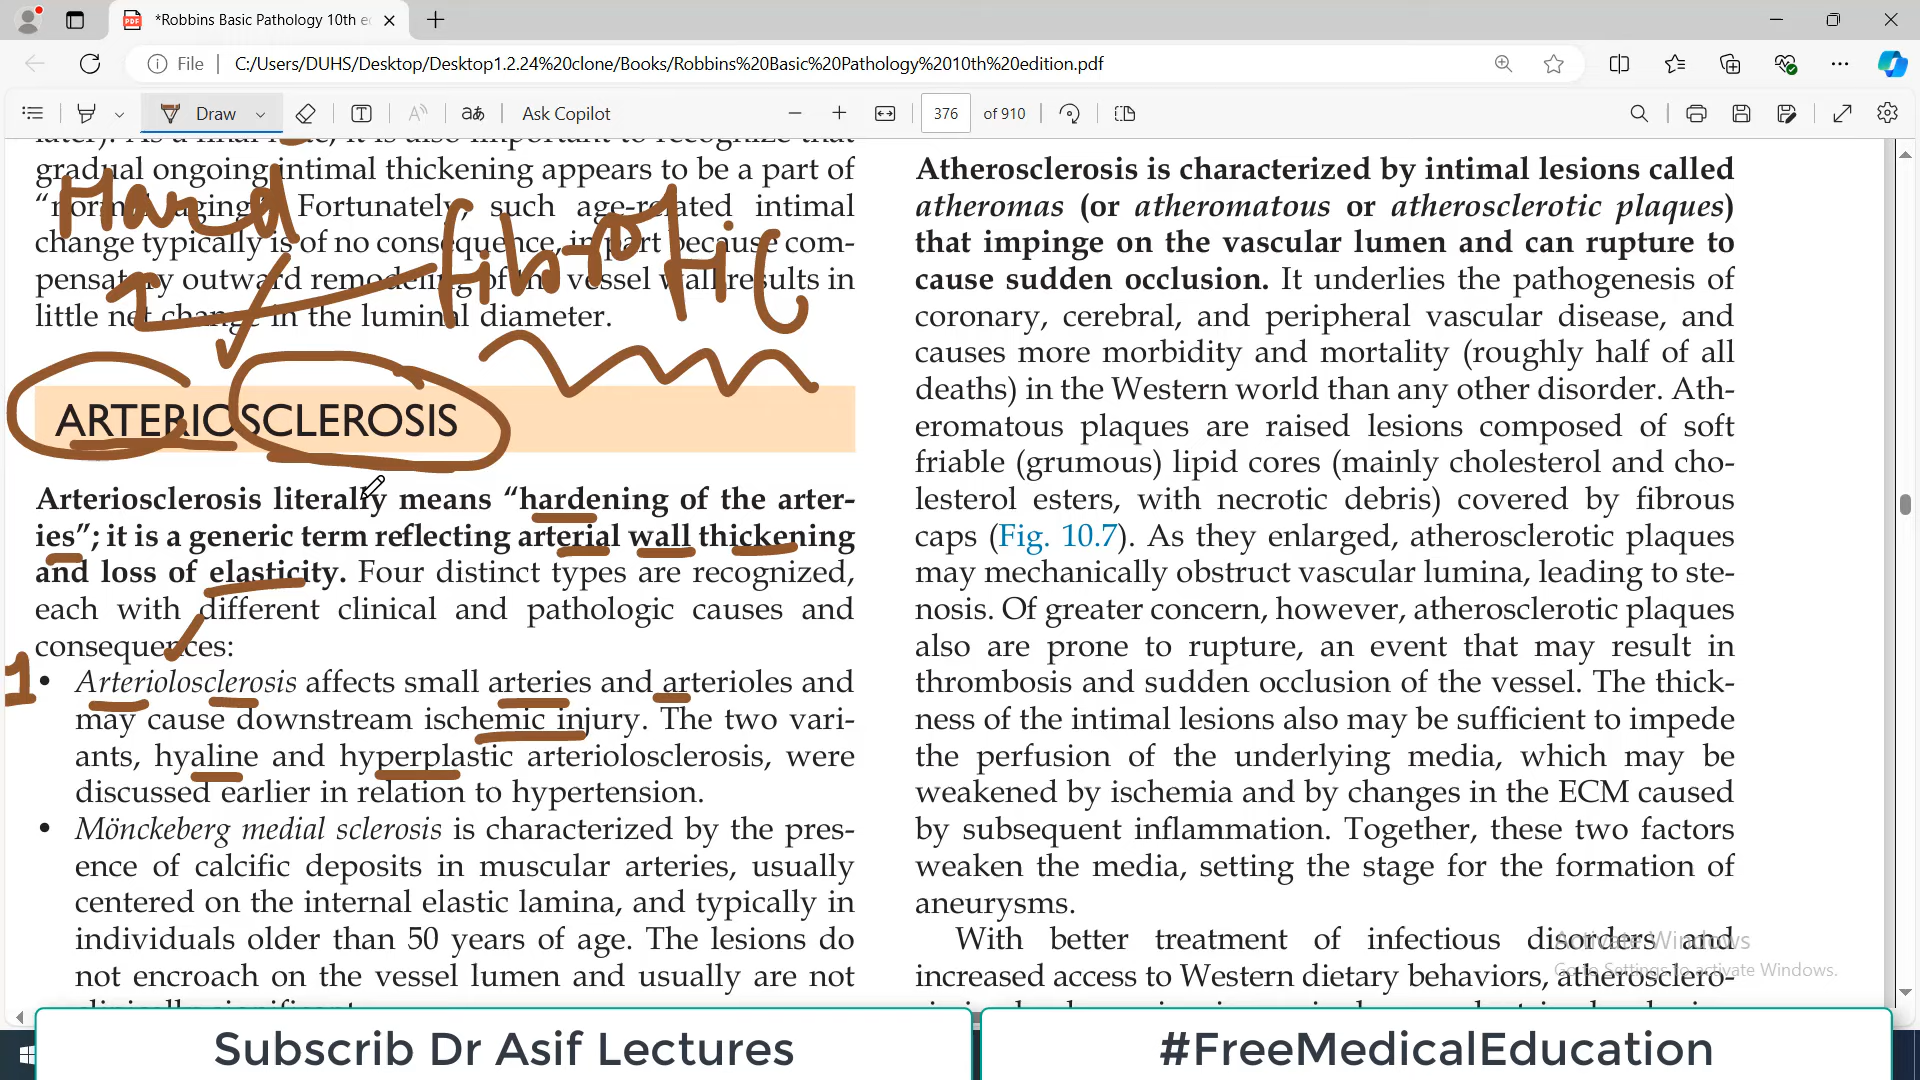 *Robbins Basic Pathology 10th e
File
C:/Users/DUHS/Desktop/Desktop1.2.24%20clone/Books/Robbins%20Basic%20Pathology%2010th%20edition.pdf
Draw
aあ
Ask Copilot
376 of 910
later). As a final note, it is also important to recognize that
gradual ongoing intimal thickening appears to be a part of
“normal aging.” Fortunately, such age-related intimal
change typically is of no consequence, in part because com-
pensatory outward remodeling of the vessel wall results in
little net change in the luminal diameter.
Hard
fibrotic
ARTERIOSCLEROSIS
Arteriosclerosis literally means “hardening of the arter-
ies”; it is a generic term reflecting arterial wall thickening
and loss of elasticity. Four distinct types are recognized,
each with different clinical and pathologic causes and
consequences:
1
• Arteriolosclerosis affects small arteries and arterioles and
may cause downstream ischemic injury. The two vari-
ants, hyaline and hyperplastic arteriolosclerosis, were
discussed earlier in relation to hypertension.
• Mönckeberg medial sclerosis is characterized by the pres-
ence of calcific deposits in muscular arteries, usually
centered on the internal elastic lamina, and typically in
individuals older than 50 years of age. The lesions do
not encroach on the vessel lumen and usually are not
Atherosclerosis is characterized by intimal lesions called
atheromas (or atheromatous or atherosclerotic plaques)
that impinge on the vascular lumen and can rupture to
cause sudden occlusion. It underlies the pathogenesis of
coronary, cerebral, and peripheral vascular disease, and
causes more morbidity and mortality (roughly half of all
deaths) in the Western world than any other disorder. Ath-
eromatous plaques are raised lesions composed of soft
friable (grumous) lipid cores (mainly cholesterol and cho-
lesterol esters, with necrotic debris) covered by fibrous
caps (Fig. 10.7). As they enlarged, atherosclerotic plaques
may mechanically obstruct vascular lumina, leading to ste-
nosis. Of greater concern, however, atherosclerotic plaques
also are prone to rupture, an event that may result in
thrombosis and sudden occlusion of the vessel. The thick-
ness of the intimal lesions also may be sufficient to impede
the perfusion of the underlying media, which may be
weakened by ischemia and by changes in the ECM caused
by subsequent inflammation. Together, these two factors
weaken the media, setting the stage for the formation of
aneurysms.
With better treatment of infectious disorders and
increased access to Western dietary behaviors, atherosclero-
Activate Windows
Go to Settings to activate Windows.
Subscrib Dr Asif Lectures
#FreeMedicalEducation